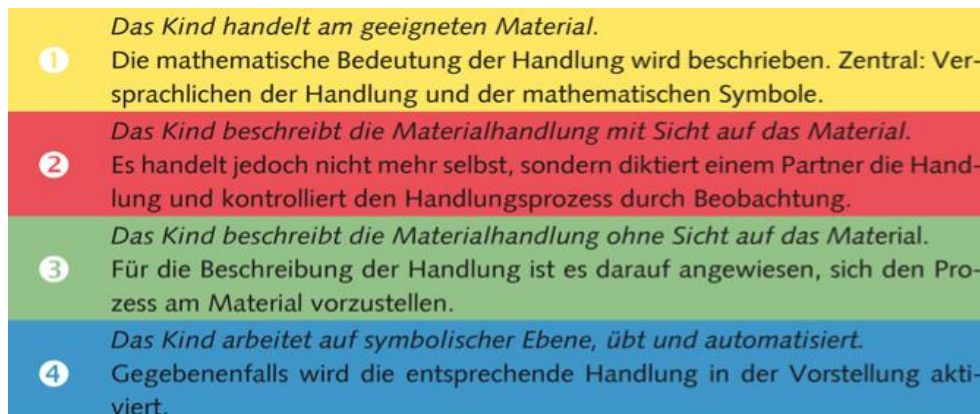 Das Kind handelt am geeigneten Material.
1 Die mathematische Bedeutung der Handlung wird beschrieben. Zentral: Ver-
sprachlichen der Handlung und der mathematischen Symbole.
Das Kind beschreibt die Materialhandlung mit Sicht auf das Material.
2 Es handelt jedoch nicht mehr selbst, sondern diktiert einem Partner die Hand-
lung und kontrolliert den Handlungsprozess durch Beobachtung.
Das Kind beschreibt die Materialhandlung ohne Sicht auf das Material.
3 Für die Beschreibung der Handlung ist es darauf angewiesen, sich den Pro-
zess am Material vorzustellen.
Das Kind arbeitet auf symbolischer Ebene, übt und automatisiert.
4 Gegebenenfalls wird die entsprechende Handlung in der Vorstellung akti-
viert.